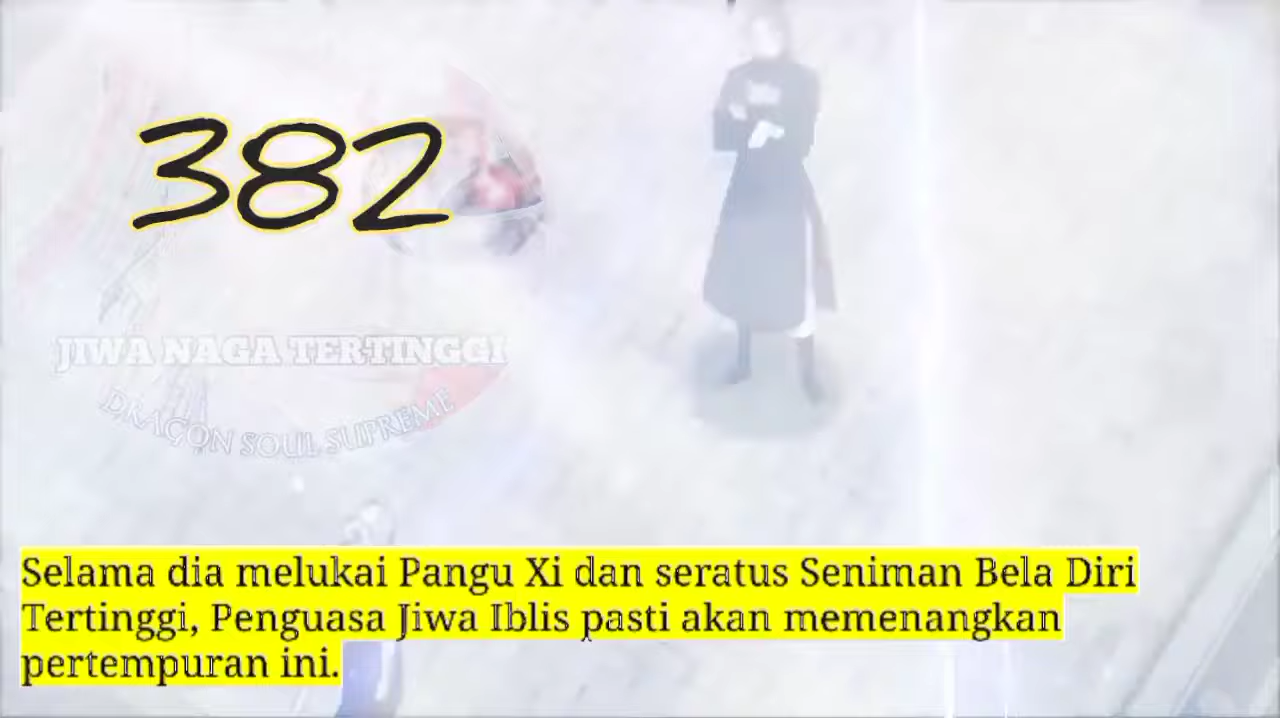 382
JIWA NAGA TERTINGGI
DRAGON SOUL SUPREME
Selama dia melukai Pangu Xi dan seratus Seniman Bela Diri
Tertinggi, Penguasa Jiwa Iblis pasti akan memenangkan
pertempuran ini.